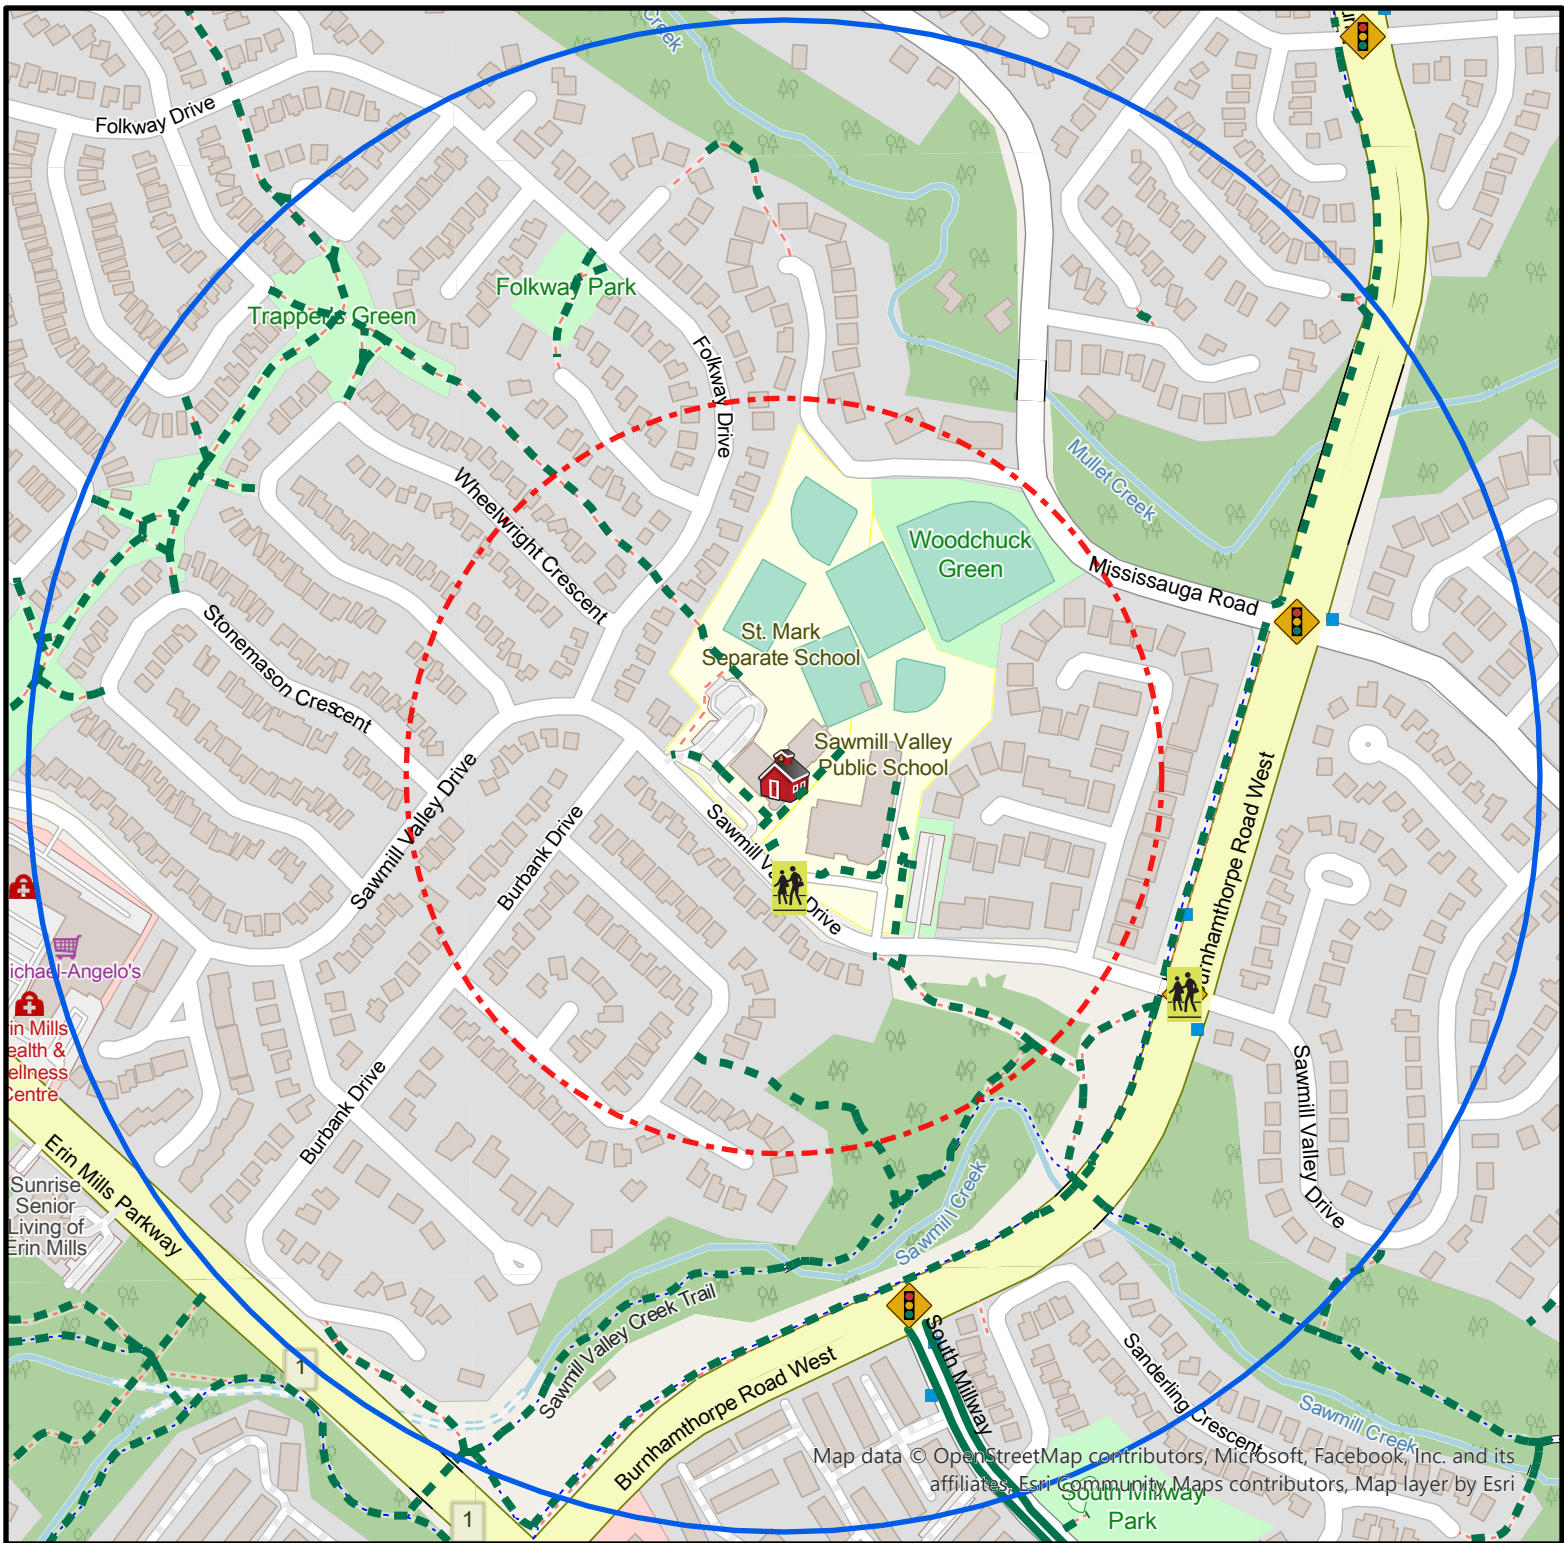 Creek
Folkway Drive
Folkway Park
Trapper's Green
Folkway Drive
Mullet Creek
Wheelwright Crescent
Woodchuck
Green
Mississauga Road
Stonemason Crescent
St. Mark
Separate School
Sawmill Valley
Public School
Sawmill Valley Drive
Burbank Drive
Drive
Burnhamthorpe Road West
ichael-Angelo's
in Mills
ealth &
ellness
Centre
Burbank Drive
Sawmill Valley Drive
Erin Mills Parkway
Sunrise
Senior
Living of
Erin Mills
Sawmill Creek
Sawmill Valley Creek Trail
1
South Millway
Sanderling Crescent
Burnhamthorpe Road West
Sawmill Creek
Map data © OpenStreetMap contributors, Microsoft, Facebook, Inc. and its
affiliates, Esri Community Maps contributors, Map layer by Esri
South Millway
Park
1